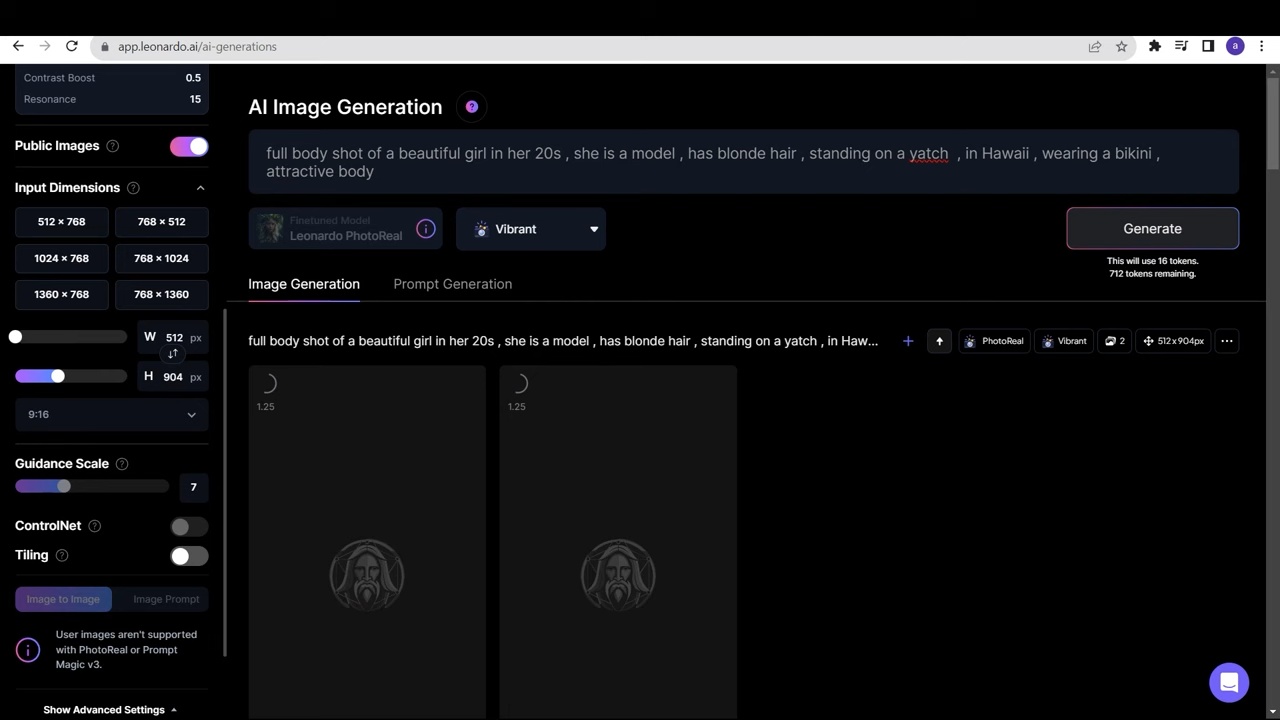 app.leonardo.ai/ai-generations
a
Contrast Boost 0.5
Resonance 15
Public Images ?
Input Dimensions ?
512 × 768 768 × 512
1024 × 768 768 × 1024
1360 × 768 768 × 1360
W 512 px
H 904 px
9:16
Guidance Scale ?
7
ControlNet ?
Tiling ?
Image to Image Image Prompt
User images aren't supported
with PhotoReal or Prompt
Magic v3.
Show Advanced Settings
AI Image Generation ?
full body shot of a beautiful girl in her 20s , she is a model , has blonde hair , standing on a yatch , in Hawaii , wearing a bikini ,
attractive body
Finetuned Model
Leonardo PhotoReal
Vibrant
Generate
This will use 16 tokens.
712 tokens remaining.
Image Generation Prompt Generation
full body shot of a beautiful girl in her 20s , she is a model , has blonde hair , standing on a yatch , in Haw...
PhotoReal Vibrant 2 512x904px
1.25 1.25